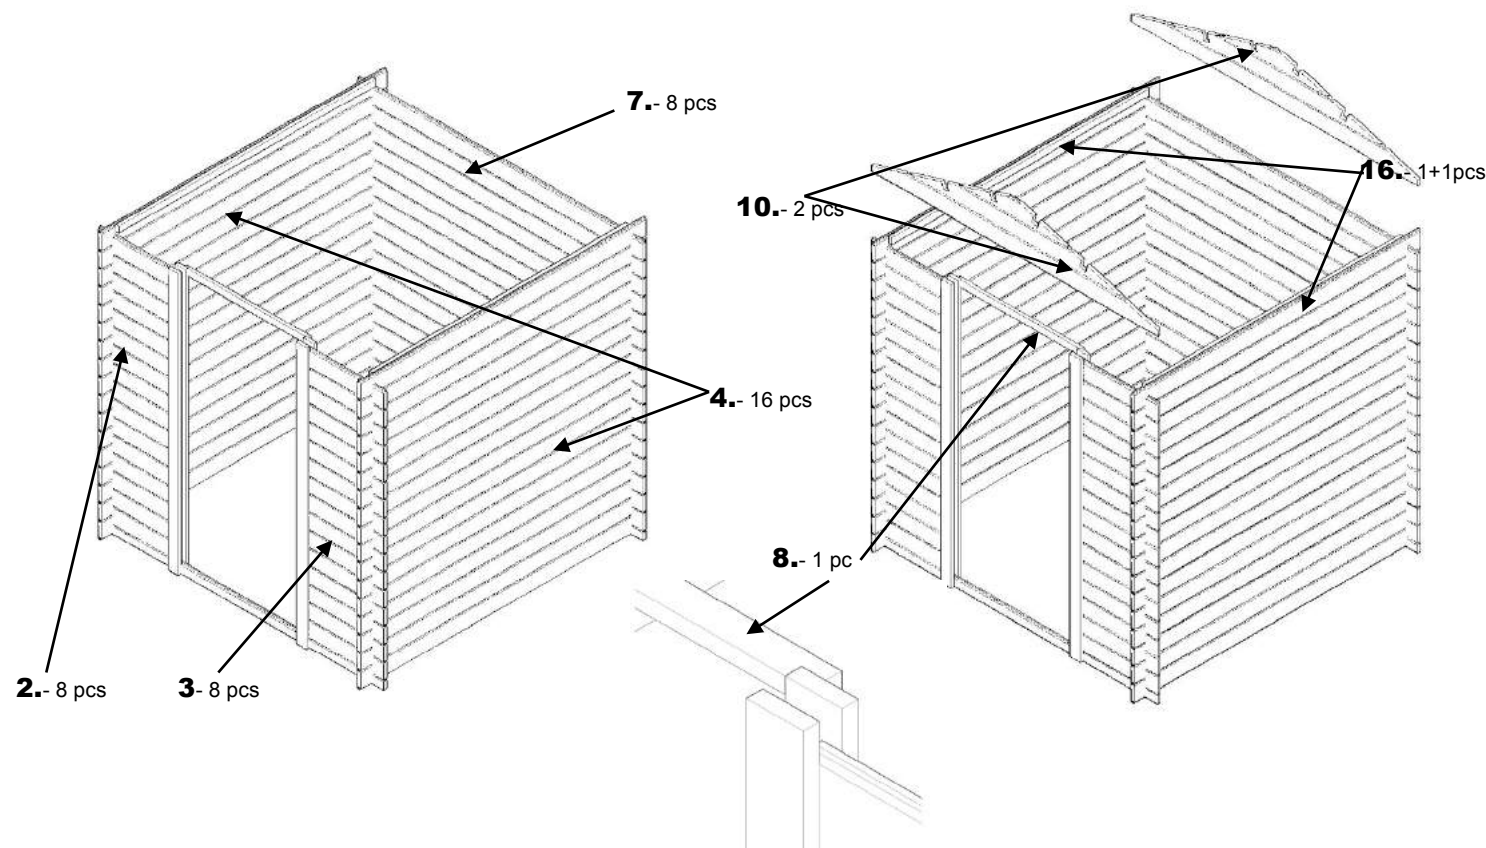 7.- 8 pcs
16.- 1+1pcs
10.- 2 pcs
4.- 16 pcs
8.- 1 pc
2.- 8 pcs
3- 8 pcs